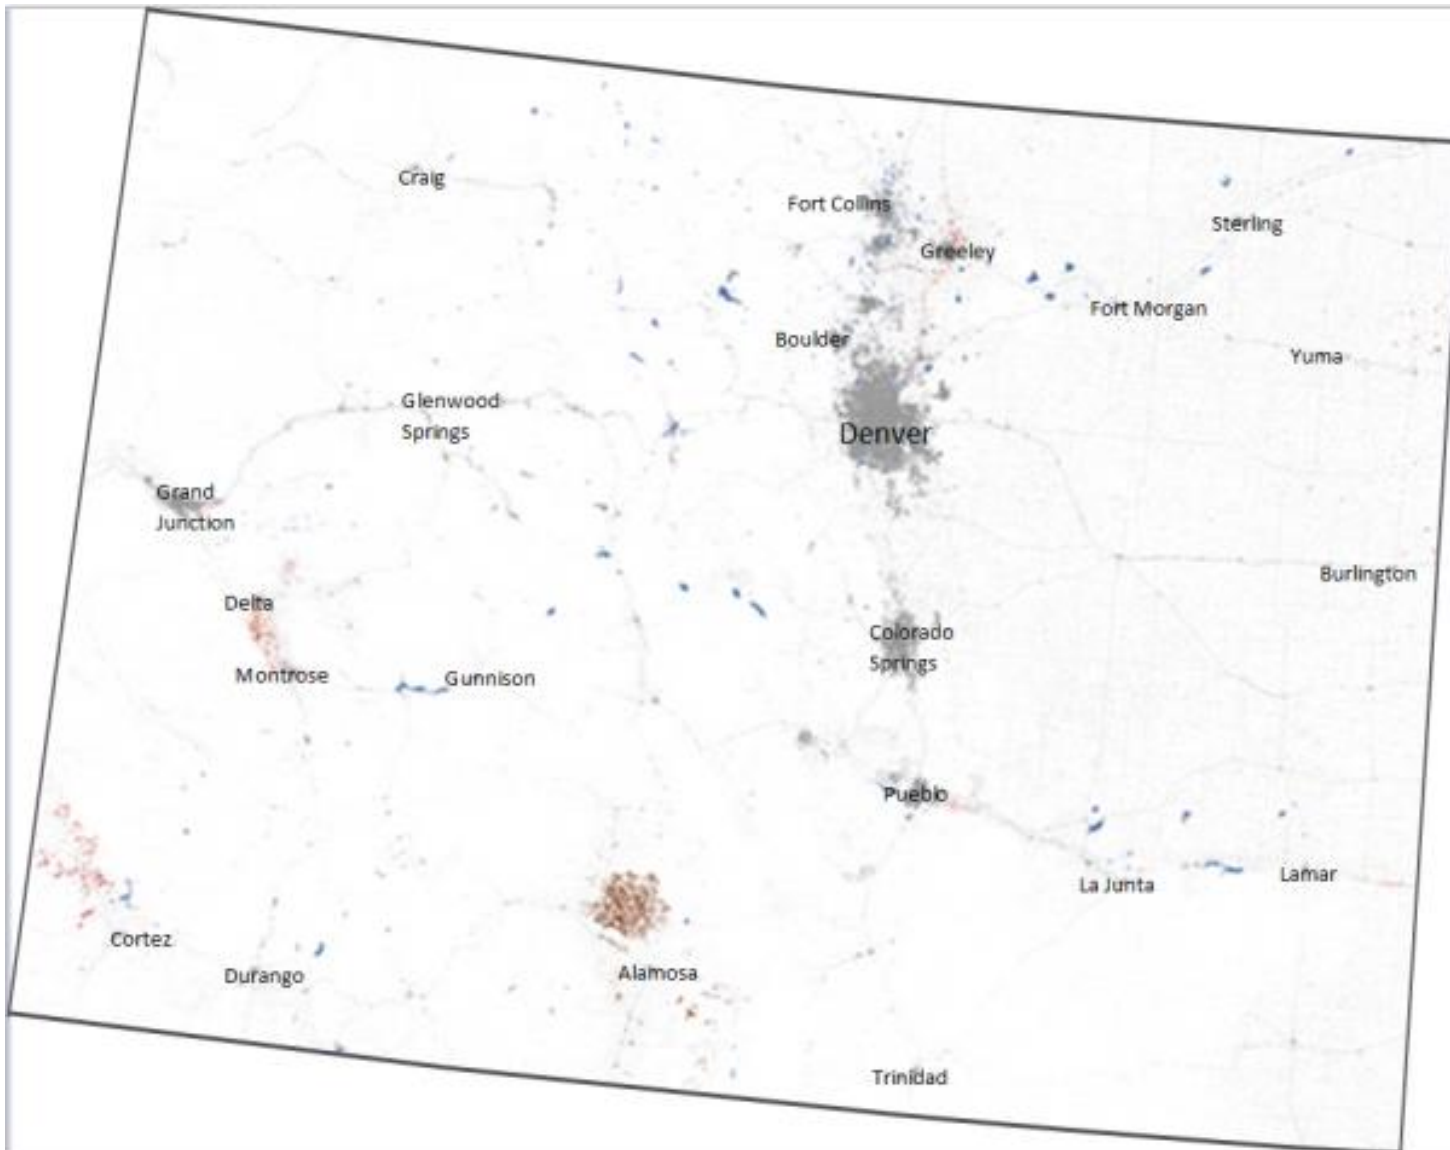 Craig
Fort Collins
Sterling
Greeley
Fort Morgan
Boulder
Yuma
Glenwood
Springs
Denver
Grand
Junction
Burlington
Delta
Colorado
Springs
Montrose
Gunnison
Pueblo
La Junta
Lamar
Cortez
Durango
Alamosa
Trinidad